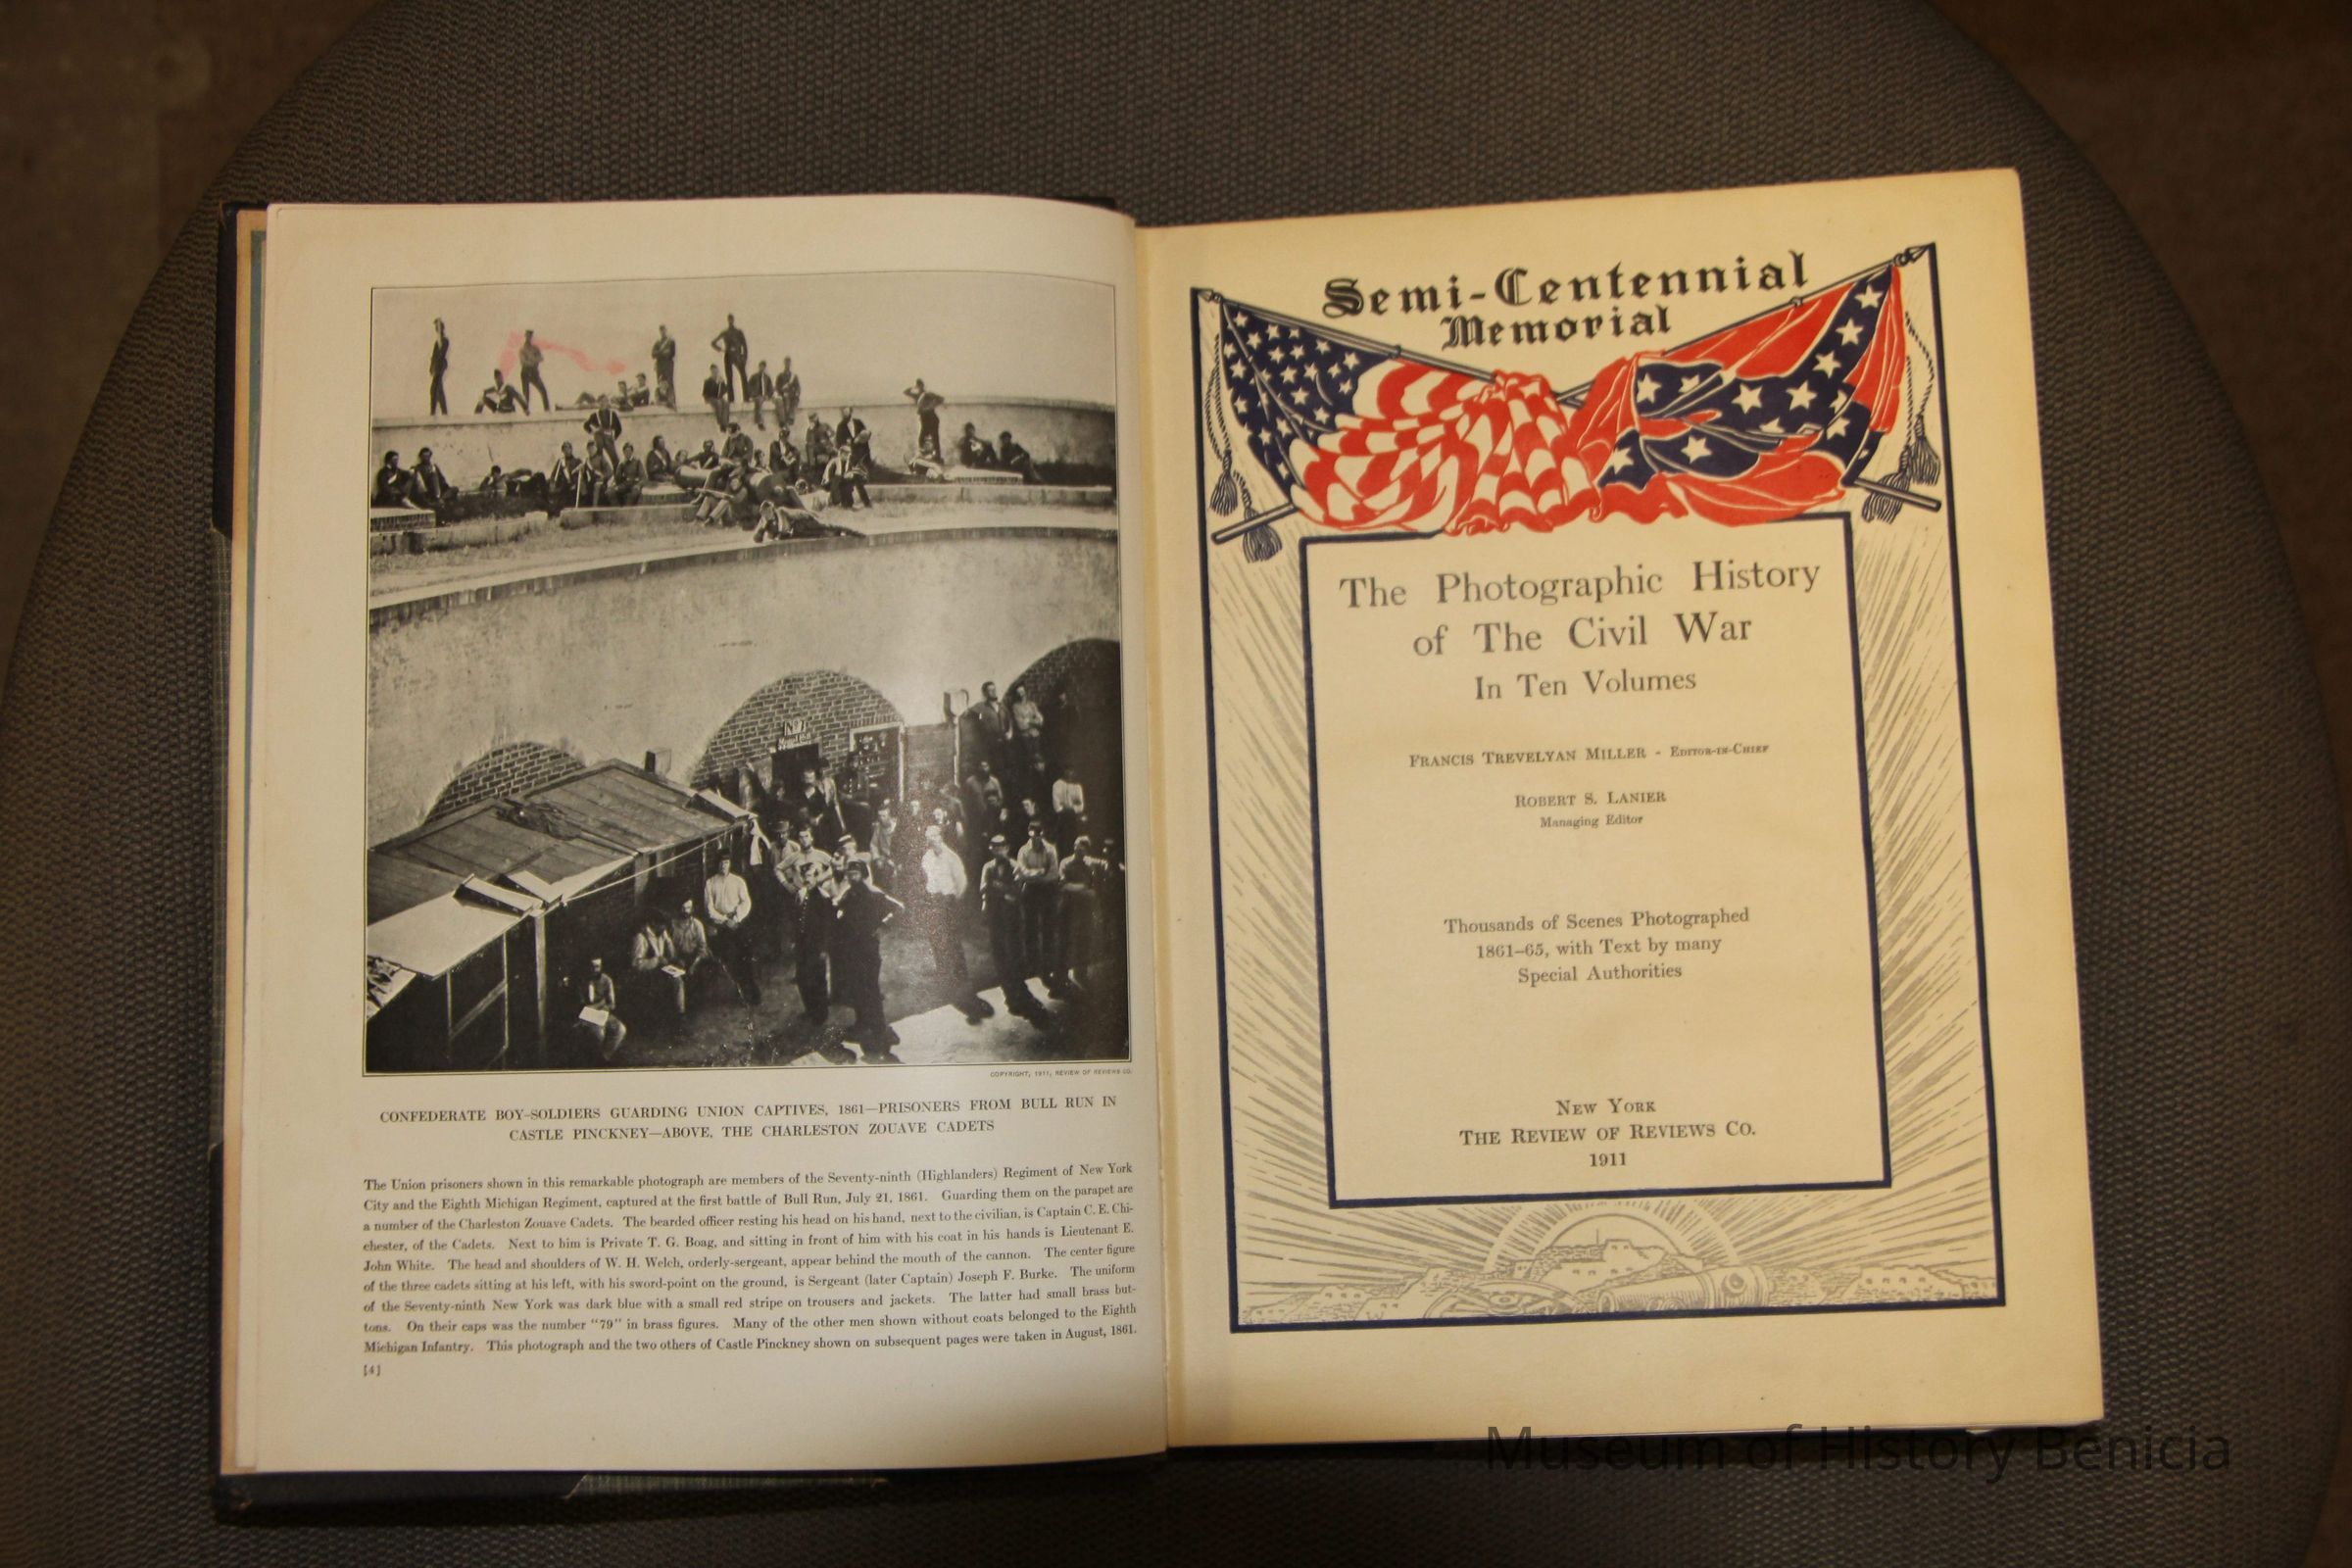 COPYRIGHT, 1911, REVIEW OF REVIEWS CO.
CONFEDERATE BOY-SOLDIERS GUARDING UNION CAPTIVES, 1861—PRISONERS FROM BULL RUN IN
CASTLE PINCKNEY—ABOVE, THE CHARLESTON ZOUAVE CADETS
The Union prisoners shown in this remarkable photograph are members of the Seventy-ninth (Highlanders) Regiment of New York
City and the Eighth Michigan Regiment, captured at the first battle of Bull Run, July 21, 1861. Guarding them on the parapet are
a number of the Charleston Zouave Cadets. The bearded officer resting his head on his hand, next to the civilian, is Captain C. E. Chi-
chester, of the Cadets. Next to him is Private T. G. Boag, and sitting in front of him with his coat in his hands is Lieutenant E.
John White. The head and shoulders of W. H. Welch, orderly-sergeant, appear behind the mouth of the cannon. The center figure
of the three cadets sitting at his left, with his sword-point on the ground, is Sergeant (later Captain) Joseph F. Burke. The uniform
of the Seventy-ninth New York was dark blue with a small red stripe on trousers and jackets. The latter had small brass but-
tons. On their caps was the number "79" in brass figures. Many of the other men shown without coats belonged to the Eighth
Michigan Infantry. This photograph and the two others of Castle Pinckney shown on subsequent pages were taken in August, 1861.
[4]
Semi-Centennial
Memorial
The Photographic History
of The Civil War
In Ten Volumes
FRANCIS TREVELYAN MILLER - EDITOR-IN-CHIEF
ROBERT S. LANIER
Managing Editor
Thousands of Scenes Photographed
1861–65, with Text by many
Special Authorities
NEW YORK
THE REVIEW OF REVIEWS CO.
1911
Museum of History Benicia